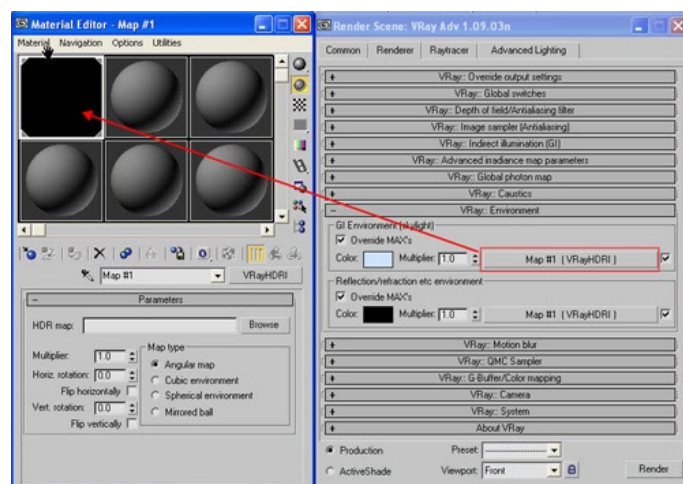 Material Editor - Map #1
Material Navigation Options Utilities
Map #1
VRayHDRI
Parameters
HDR map:
Browse
Multiplier: 1.0
Horiz. rotation: 0.0
Flip horizontally
Vert. rotation: 0.0
Flip vertically
Map type
Angular map
Cubic environment
Spherical environment
Mirrored ball
Render Scene: VRay Adv 1.09.03n
Common Renderer Raytracer Advanced Lighting
VRay:: Override output settings
VRay:: Global switches
VRay:: Depth of field/Antialiasing filter
VRay:: Image sampler (Antialiasing)
VRay:: Indirect illumination (GI)
VRay:: Advanced irradiance map parameters
VRay:: Global photon map
VRay:: Caustics
VRay:: Environment
GI Environment (skylight)
Override MAX's
Color: Multiplier: 1.0 Map #1 ( VRayHDRI )
Reflection/refraction etc environment
Override MAX's
Color: Multiplier: 1.0 Map #1 ( VRayHDRI )
VRay:: Motion blur
VRay:: QMC Sampler
VRay:: G-Buffer/Color mapping
VRay:: Camera
VRay:: System
About VRay
Production Preset: --------------------
ActiveShade Viewport: Front Render